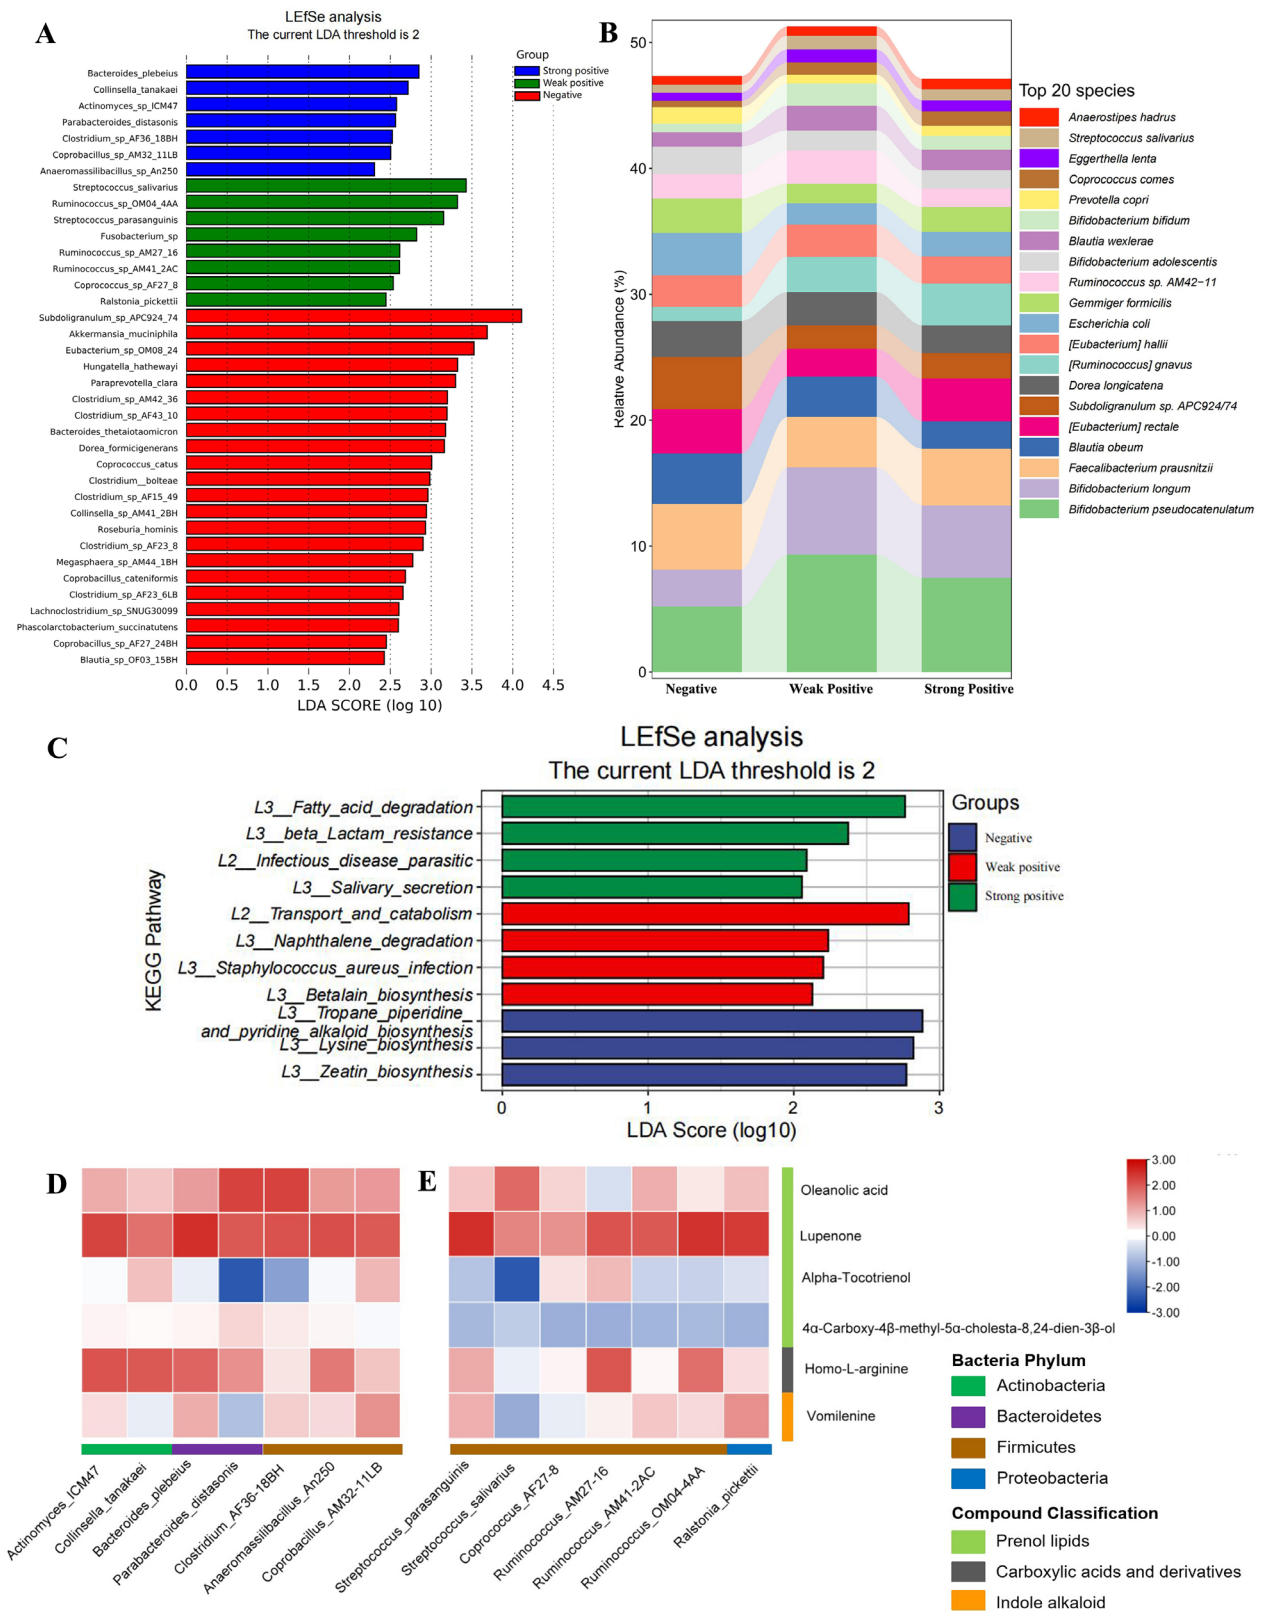 A
LEfSe analysis
The current LDA threshold is 2
Group
Strong positive
Weak positive
Negative
Bacteroides_plebeius
Collinsella_tanakaei
Actinomyces_sp_ICM47
Parabacteroides_distasonis
Clostridium_sp_AF36_18BH
Coprobacillus_sp_AM32_11LB
Anaeromassilibacillus_sp_An250
Streptococcus_salivarius
Ruminococcus_sp_OM04_4AA
Streptococcus_parasanguinis
Fusobacterium_sp
Ruminococcus_sp_AM27_16
Ruminococcus_sp_AM41_2AC
Coprococcus_sp_AF27_8
Ralstonia_pickettii
Subdoligranulum_sp_APC924_74
Akkermansia_muciniphila
Eubacterium_sp_OM08_24
Hungatella_hathewayi
Paraprevotella_clara
Clostridium_sp_AM42_36
Clostridium_sp_AF43_10
Bacteroides_thetaiotaomicron
Dorea_formicigenerans
Coprococcus_catus
Clostridium__bolteae
Clostridium_sp_AF15_49
Collinsella_sp_AM41_2BH
Roseburia_hominis
Clostridium_sp_AF23_8
Megasphaera_sp_AM44_1BH
Coprobacillus_cateniformis
Clostridium_sp_AF23_6LB
Lachnoclostridium_sp_SNUG30099
Phascolarctobacterium_succinatutens
Coprobacillus_sp_AF27_24BH
Blautia_sp_OF03_15BH
0.0 0.5 1.0 1.5 2.0 2.5 3.0 3.5 4.0 4.5
LDA SCORE (log 10)
B
Relative Abundance (%)
50
40
30
20
10
0
Negative Weak Positive Strong Positive
Top 20 species
Anaerostipes hadrus
Streptococcus salivarius
Eggerthella lenta
Coprococcus comes
Prevotella copri
Bifidobacterium bifidum
Blautia wexlerae
Bifidobacterium adolescentis
Ruminococcus sp. AM42−11
Gemmiger formicilis
Escherichia coli
[Eubacterium] hallii
[Ruminococcus] gnavus
Dorea longicatena
Subdoligranulum sp. APC924/74
[Eubacterium] rectale
Blautia obeum
Faecalibacterium prausnitzii
Bifidobacterium longum
Bifidobacterium pseudocatenulatum
C
LEfSe analysis
The current LDA threshold is 2
KEGG Pathway
L3__Fatty_acid_degradation
L3__beta_Lactam_resistance
L2__Infectious_disease_parasitic
L3__Salivary_secretion
L2__Transport_and_catabolism
L3__Naphthalene_degradation
L3__Staphylococcus_aureus_infection
L3__Betalain_biosynthesis
L3__Tropane_piperidine_
and_pyridine_alkaloid_biosynthesis
L3__Lysine_biosynthesis
L3__Zeatin_biosynthesis
0 1 2 3
LDA Score (log10)
Groups
Negative
Weak positive
Strong positive
D
Actinomyces_ICM47
Collinsella_tanakaei
Bacteroides_plebeius
Parabacteroides_distasonis
Clostridium_AF36-18BH
Anaeromassilibacillus_An250
Coprobacillus_AM32-11LB
E
Streptococcus_parasanguinis
Streptococcus_salivarius
Coprococcus_AF27-8
Ruminococcus_AM27-16
Ruminococcus_AM41-2AC
Ruminococcus_OM04-4AA
Ralstonia_pickettii
Oleanolic acid
Lupenone
Alpha-Tocotrienol
4α-Carboxy-4β-methyl-5α-cholesta-8,24-dien-3β-ol
Homo-L-arginine
Vomilenine
3.00
2.00
1.00
0.00
-1.00
-2.00
-3.00
Bacteria Phylum
Actinobacteria
Bacteroidetes
Firmicutes
Proteobacteria
Compound Classification
Prenol lipids
Carboxylic acids and derivatives
Indole alkaloid